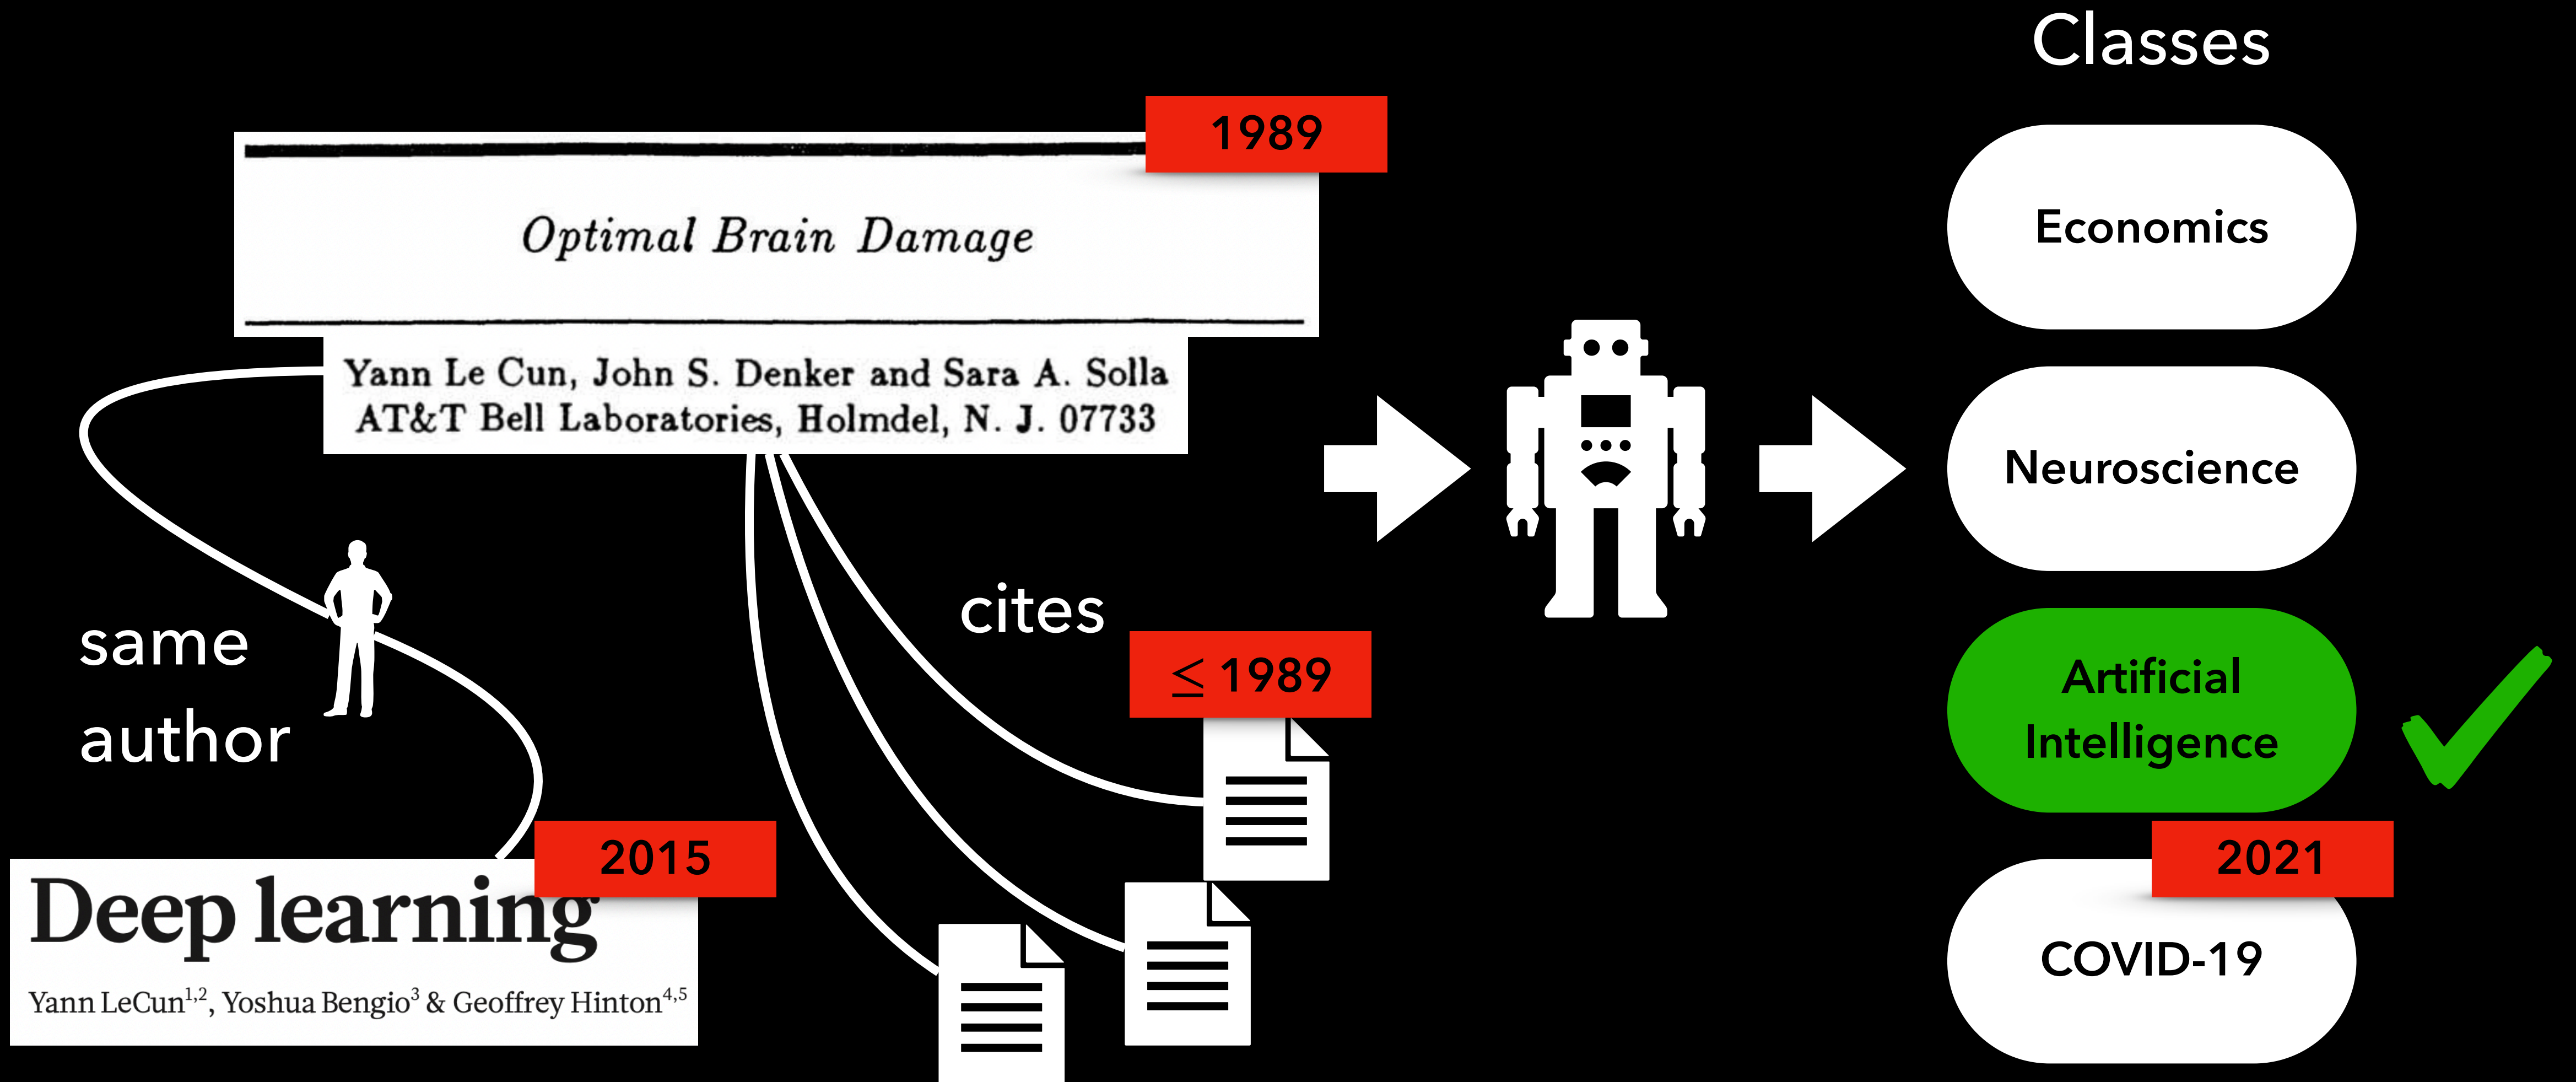 Classes
1989
Optimal Brain Damage
Yann Le Cun, John S. Denker and Sara A. Solla
AT&T Bell Laboratories, Holmdel, N. J. 07733
cites
≤ 1989
same
author
2015
Deep learning
Yann LeCun1,2, Yoshua Bengio3 & Geoffrey Hinton4,5
Economics
Neuroscience
Artificial
Intelligence
2021
COVID-19